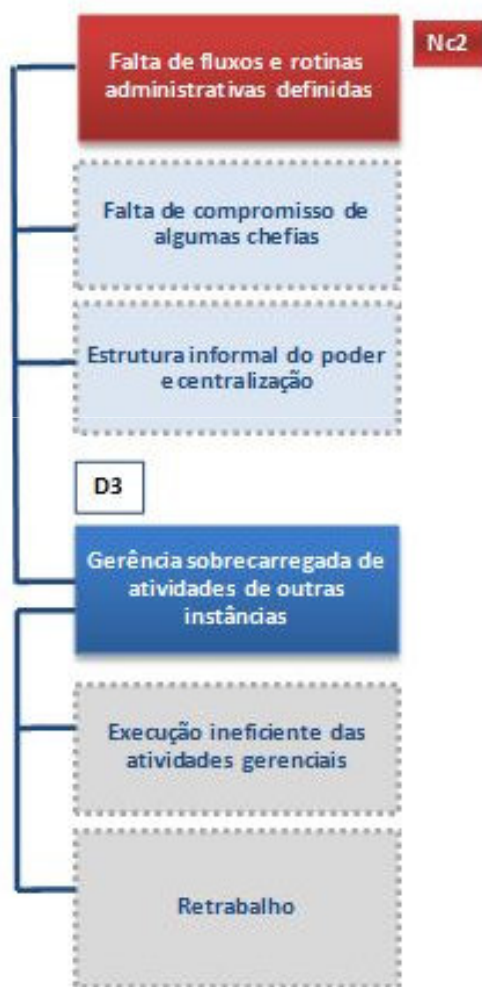 Falta de fluxos e rotinas
administrativas definidas
Nc2
Falta de compromisso de
algumas chefias
Estrutura informal do poder
e centralização
D3
Gerência sobrecarregada de
atividades de outras
instâncias
Execução ineficiente das
atividades gerenciais
Retrabalho